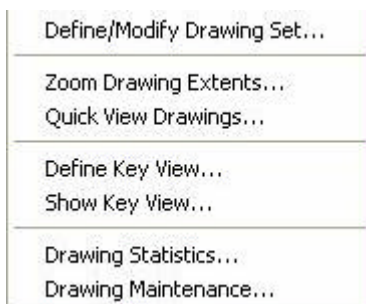 Define/Modify Drawing Set...
Zoom Drawing Extents...
Quick View Drawings...
Define Key View...
Show Key View...
Drawing Statistics...
Drawing Maintenance...